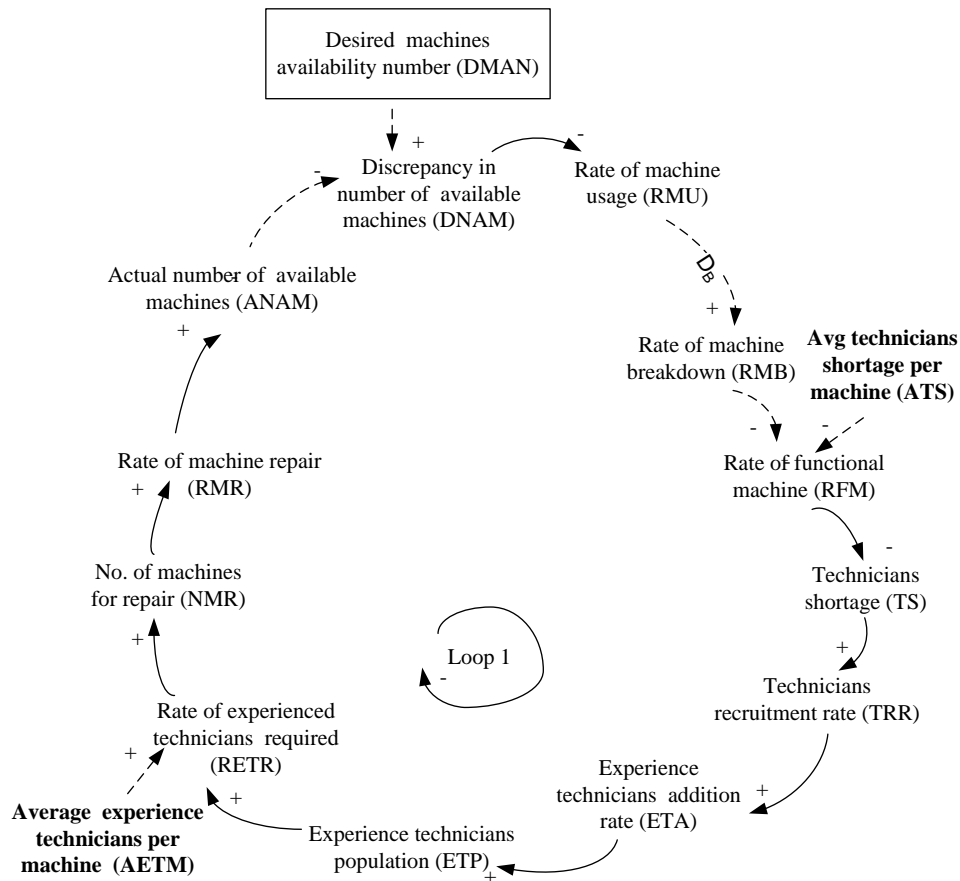 Desired machines
availability number (DMAN)
+
-
Discrepancy in
number of available
machines (DNAM)
-
Rate of machine
usage (RMU)
Actual number of available
machines (ANAM)
+
D_B
+
Rate of machine
breakdown (RMB)
Avg technicians
shortage per
machine (ATS)
-
-
Rate of functional
machine (RFM)
Rate of machine repair
(RMR)
+
-
Technicians
shortage (TS)
+
No. of machines
for repair (NMR)
+
Loop 1
-
Technicians
recruitment rate (TRR)
Rate of experienced
technicians required
(RETR)
+
+
Average experience
technicians per
machine (AETM)
Experience
technicians addition
rate (ETA)
+
Experience technicians
population (ETP)
+